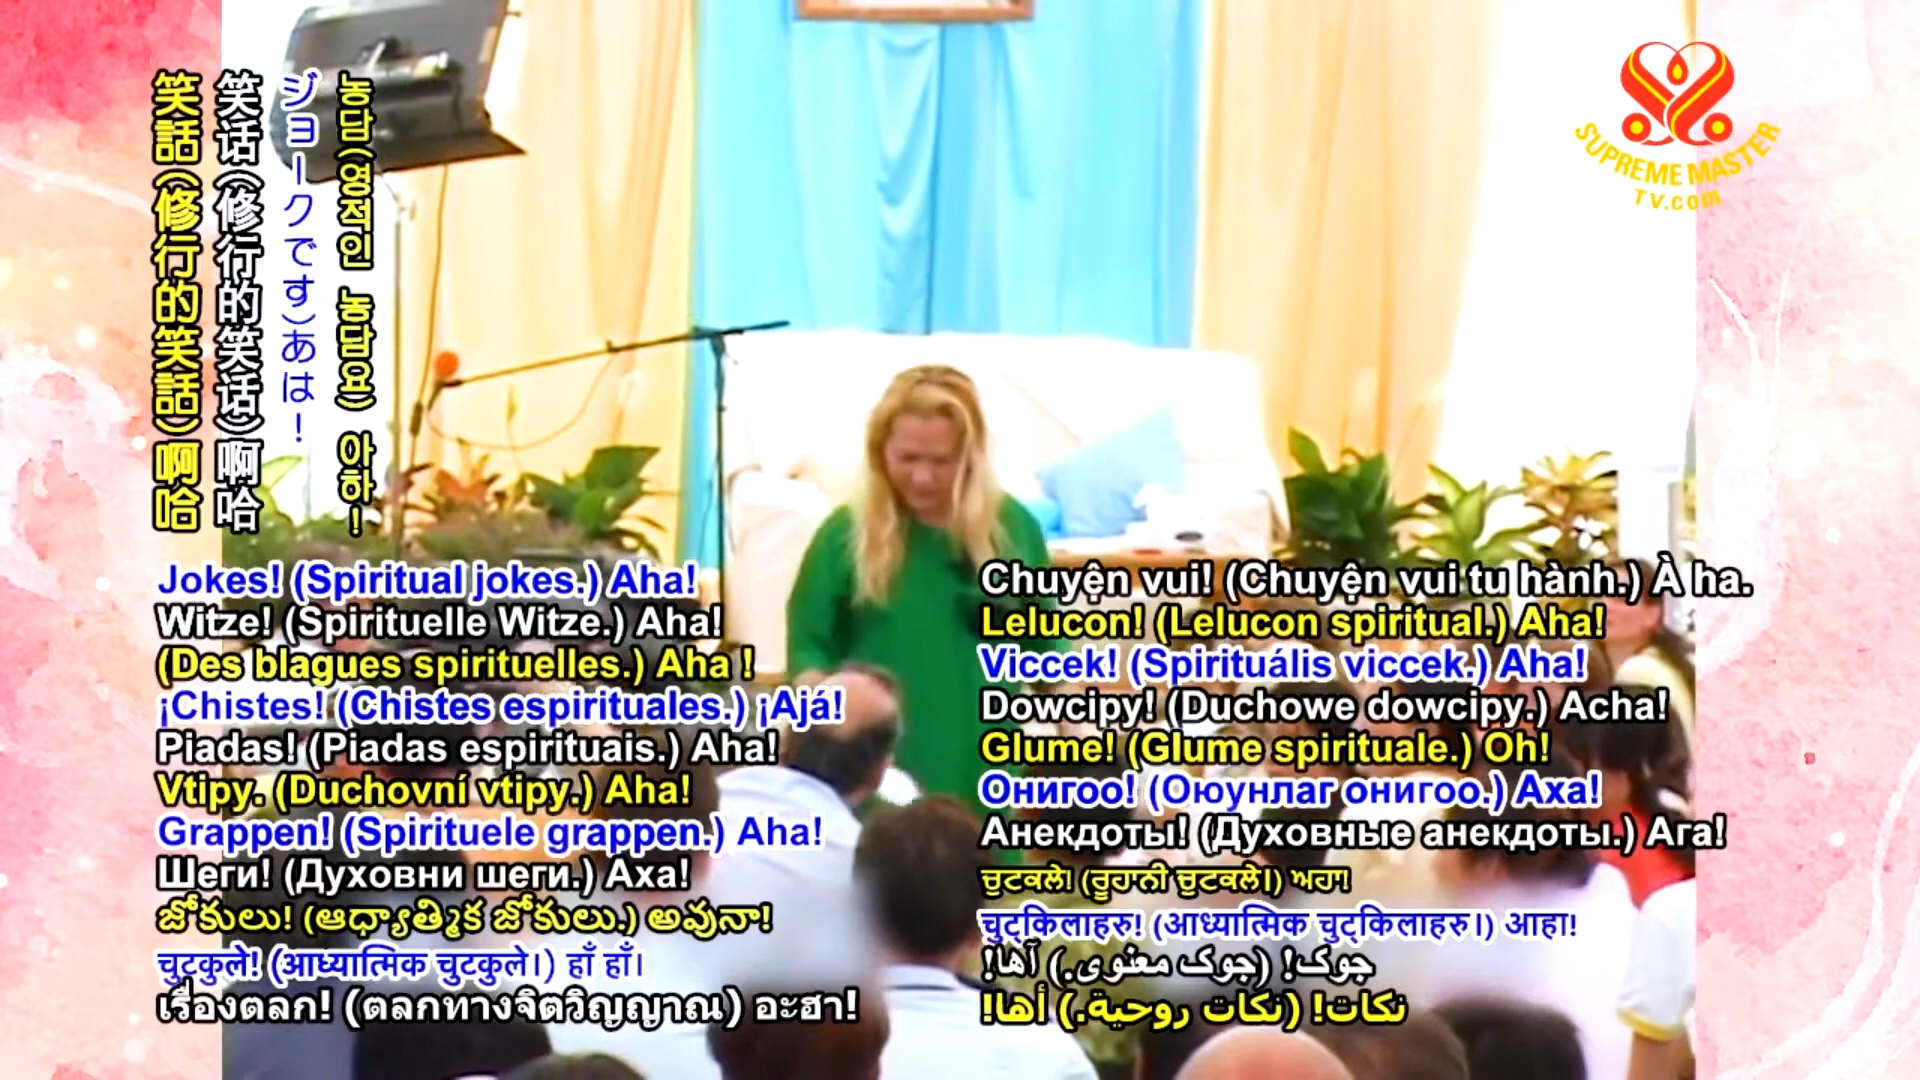 笑話(修行的笑話)啊哈
笑话(修行的笑话)啊哈
ジョークです)あは!
농담(영적인 농담요) 아하!
SUPREME MASTER
TV.com
Jokes! (Spiritual jokes.) Aha!
Witze! (Spirituelle Witze.) Aha!
(Des blagues spirituelles.) Aha !
¡Chistes! (Chistes espirituales.) ¡Ajá!
Piadas! (Piadas espirituais.) Aha!
Vtipy. (Duchovní vtipy.) Aha!
Grappen! (Spirituele grappen.) Aha!
Шеги! (Духовни шеги.) Аха!
జోకులు! (ఆధ్యాత్మిక జోకులు.) అవునా!
चुटकुले! (आध्यात्मिक चुटकुले।) हाँ हाँ।
เรื่องตลก! (ตลกทางจิตวิญญาณ) อะฮา!
Chuyện vui! (Chuyện vui tu hành.) À ha.
Lelucon! (Lelucon spiritual.) Aha!
Viccek! (Spirituális viccek.) Aha!
Dowcipy! (Duchowe dowcipy.) Acha!
Glume! (Glume spirituale.) Oh!
Онигоо! (Оюунлаг онигоо.) Аха!
Анекдоты! (Духовные анекдоты.) Ага!
ਚੁਟਕਲੇ! (ਰੂਹਾਨੀ ਚੁਟਕਲੇ।) ਅਹਾ!
चुट्किलाहरु! (आध्यात्मिक चुट्किलाहरु।) आहा!
جوک! (جوک معنوی.) آها!
نكات! (نكات روحية.) أها!